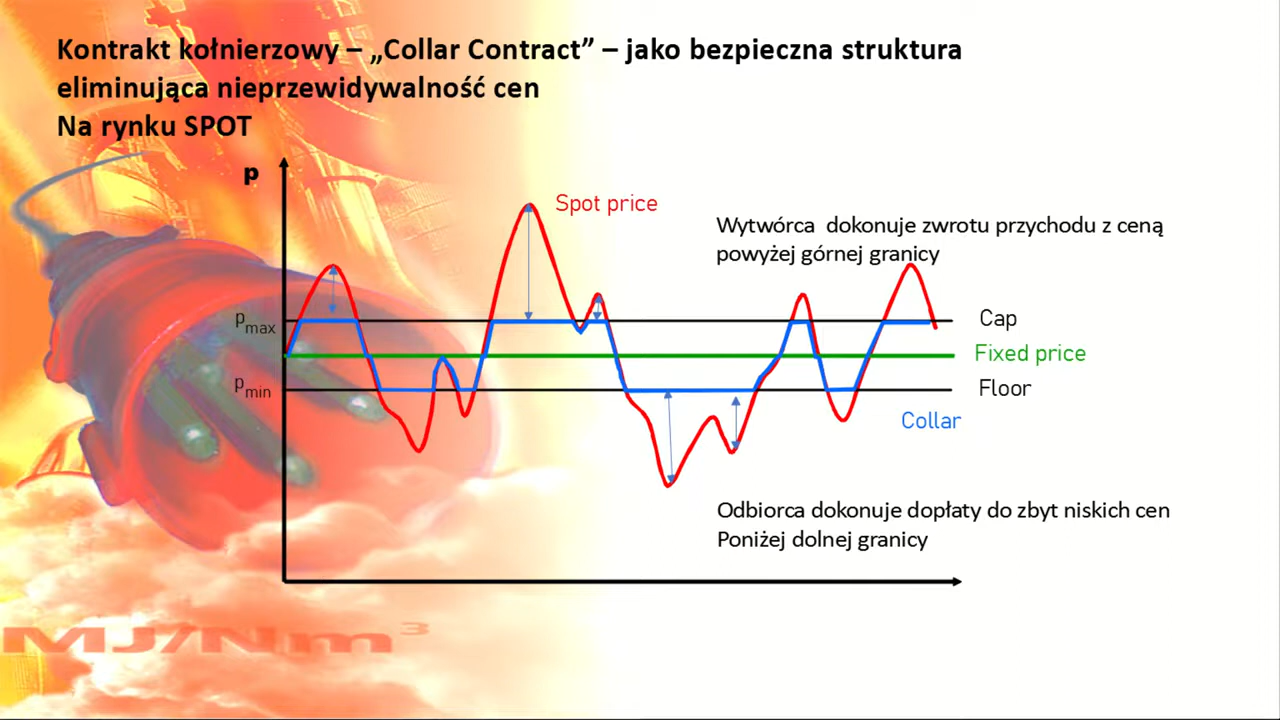 Kontrakt kołnierzowy – „Collar Contract” – jako bezpieczna struktura
eliminująca nieprzewidywalność cen
Na rynku SPOT
p
Spot price
Wytwórca dokonuje zwrotu przychodu z ceną
powyżej górnej granicy
pmax
Cap
Fixed price
pmin
Floor
Collar
Odbiorca dokonuje dopłaty do zbyt niskich cen
Poniżej dolnej granicy
MJ/Nm³